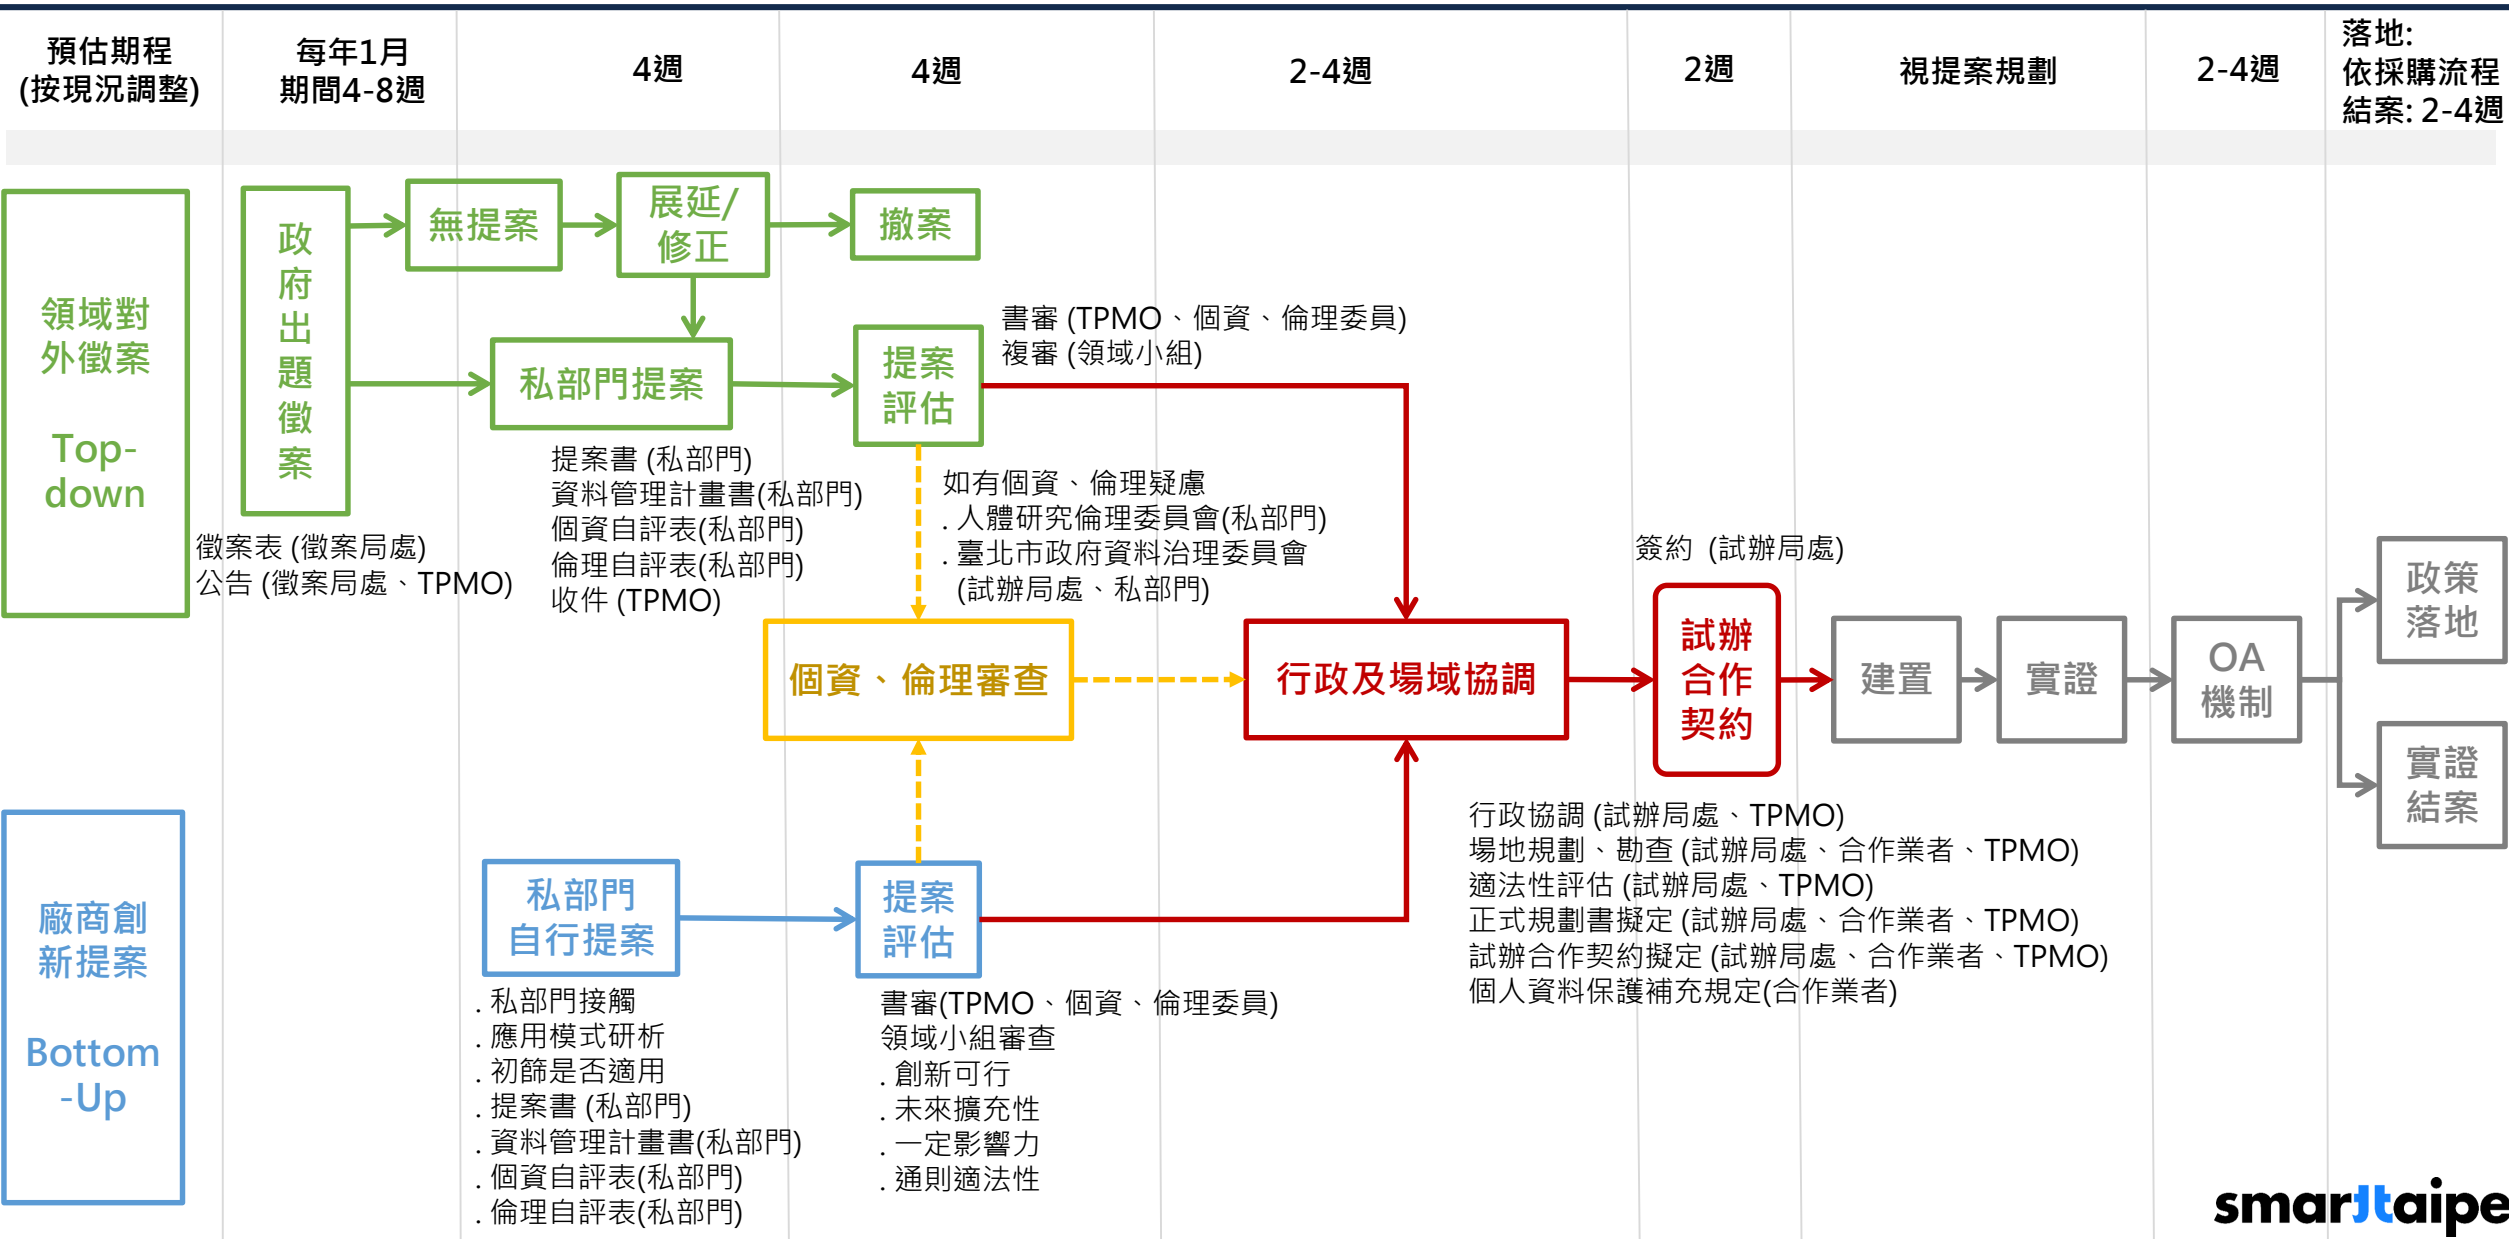 預估期程
(按現況調整)
每年1月
期間4-8週
4週
4週
2-4週
2週
視提案規劃
2-4週
落地:
依採購流程
結案: 2-4週
領域對
外徵案
Top-
down
政
府
出
題
徵
案
無提案
展延/
修正
撤案
私部門提案
提案
評估
書審 (TPMO、個資、倫理委員)
複審 (領域小組)
徵案表 (徵案局處)
公告 (徵案局處、TPMO)
提案書 (私部門)
資料管理計畫書(私部門)
個資自評表(私部門)
倫理自評表(私部門)
收件 (TPMO)
如有個資、倫理疑慮
. 人體研究倫理委員會(私部門)
. 臺北市政府資料治理委員會
(試辦局處、私部門)
個資、倫理審查
行政及場域協調
簽約 (試辦局處)
試辦
合作
契約
建置
實證
OA
機制
政策
落地
實證
結案
行政協調 (試辦局處、TPMO)
場地規劃、勘查 (試辦局處、合作業者、TPMO)
適法性評估 (試辦局處、TPMO)
正式規劃書擬定 (試辦局處、合作業者、TPMO)
試辦合作契約擬定 (試辦局處、合作業者、TPMO)
個人資料保護補充規定(合作業者)
廠商創
新提案
Bottom
-Up
私部門
自行提案
提案
評估
. 私部門接觸
. 應用模式研析
. 初篩是否適用
. 提案書 (私部門)
. 資料管理計畫書(私部門)
. 個資自評表(私部門)
. 倫理自評表(私部門)
書審(TPMO、個資、倫理委員)
領域小組審查
. 創新可行
. 未來擴充性
. 一定影響力
. 通則適法性
smarttaipe